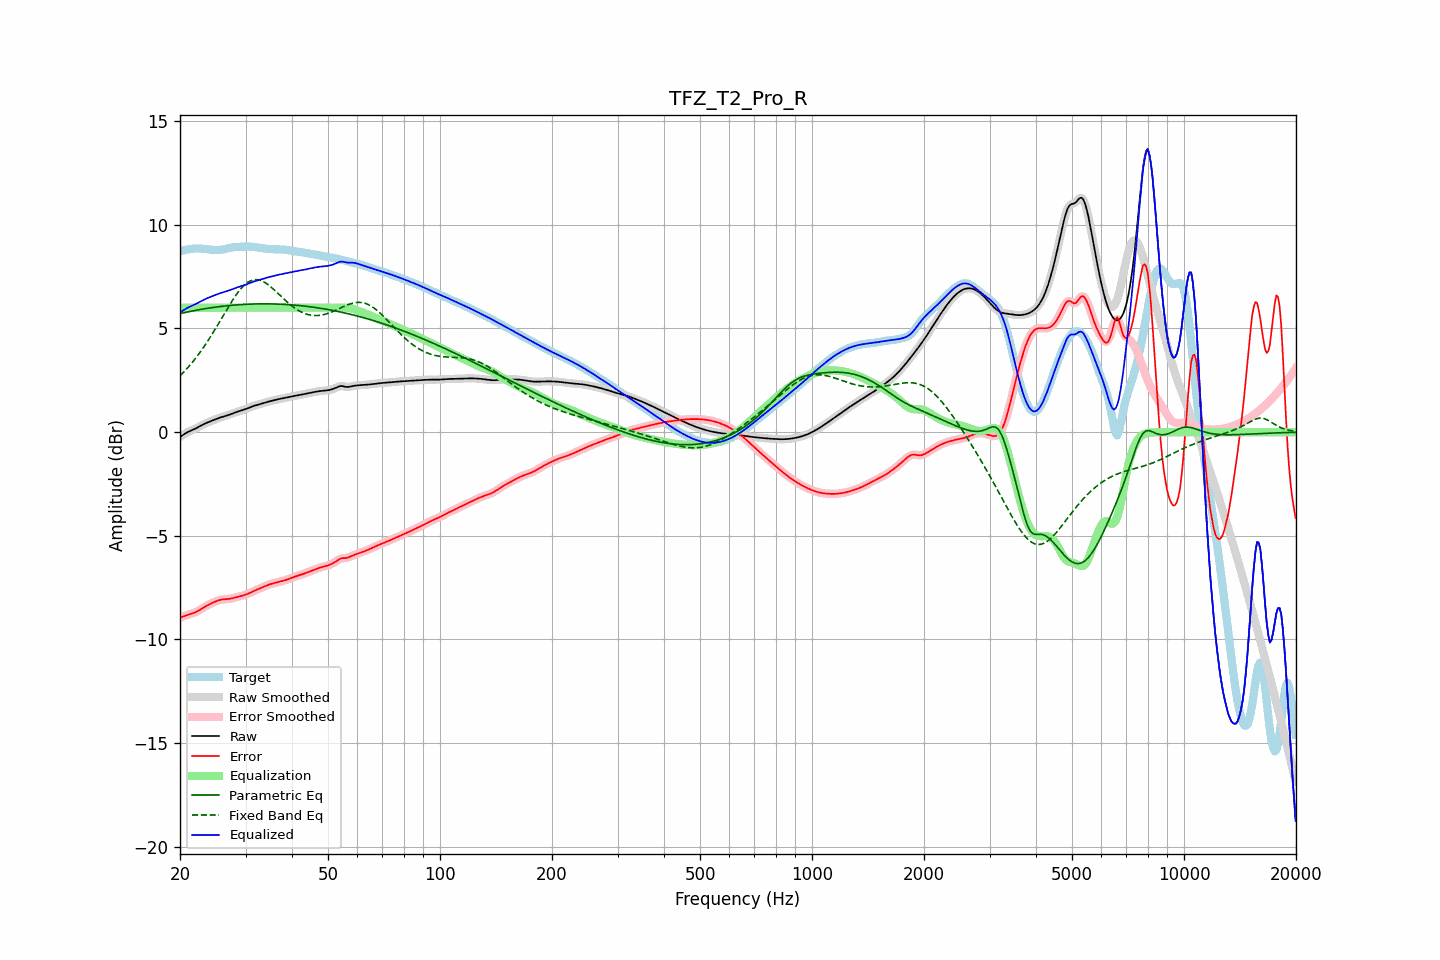 TFZ_T2_Pro_R
Amplitude (dBr)
15
10
5
0
−5
−10
−15
−20
Target
Raw Smoothed
Error Smoothed
Raw
Error
Equalization
Parametric Eq
Fixed Band Eq
Equalized
20 50 100 200 500 1000 2000 5000 10000 20000
Frequency (Hz)